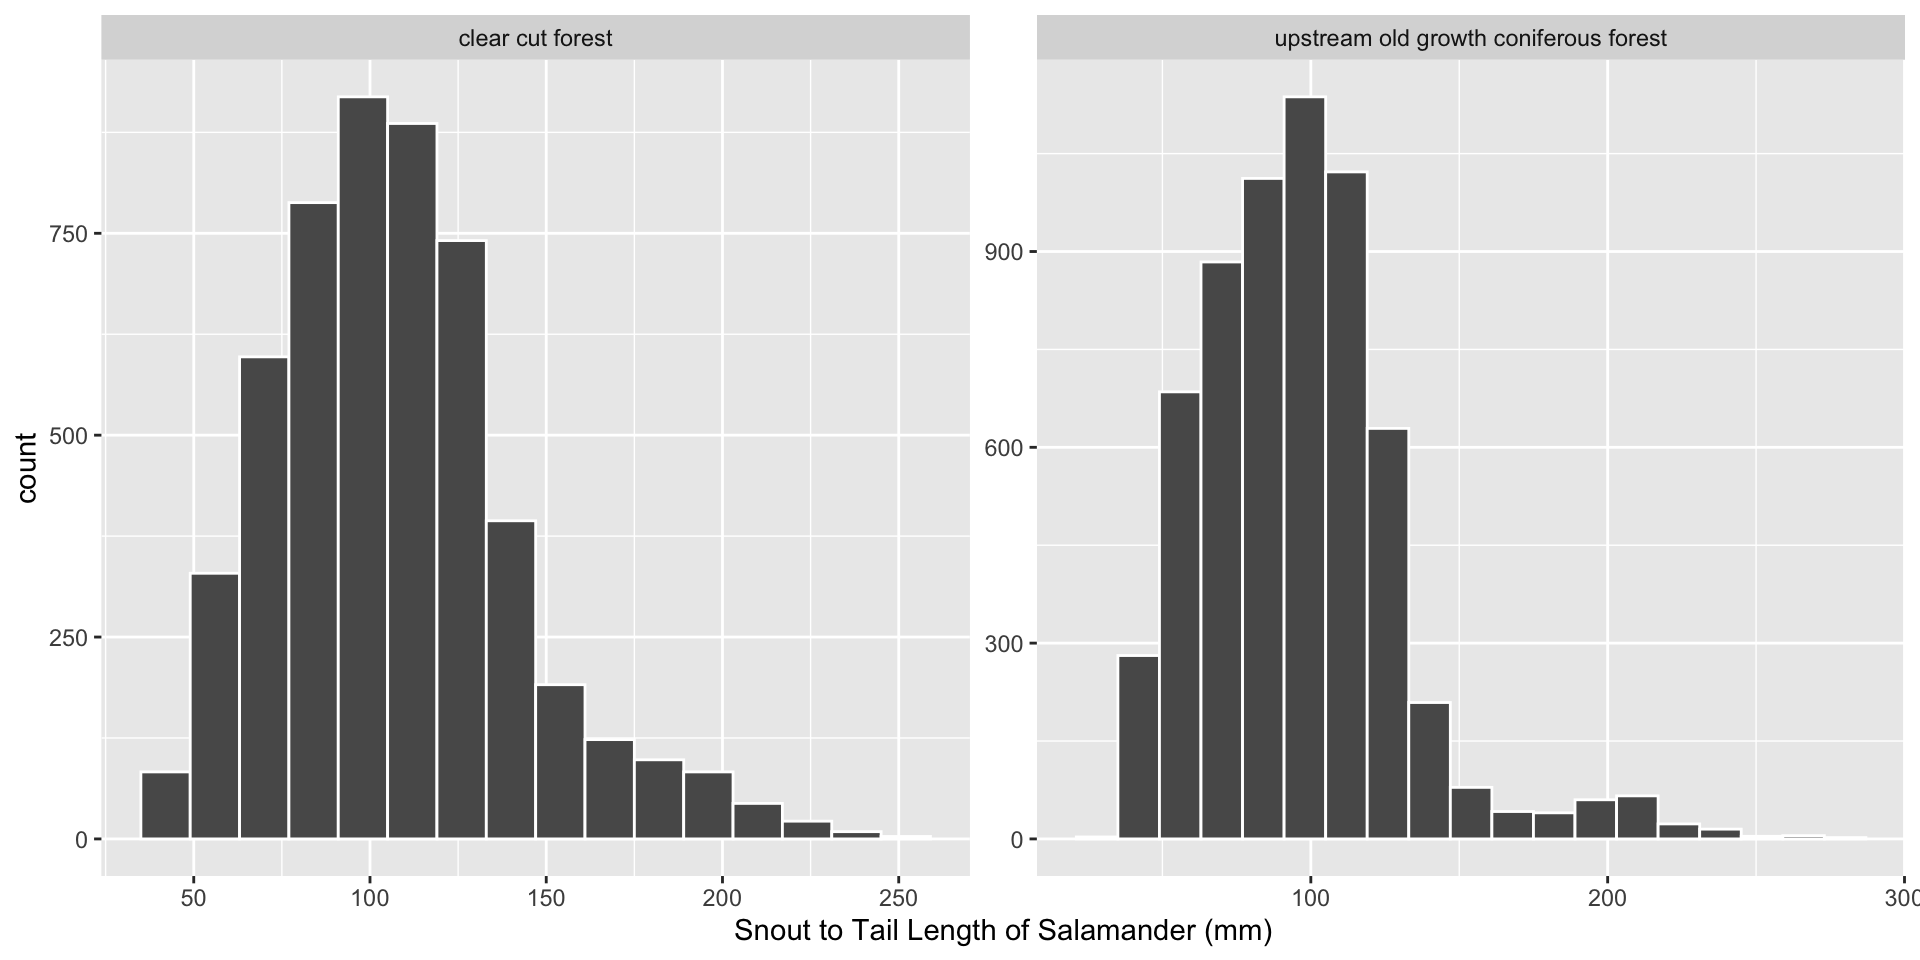 clear cut forest
upstream old growth coniferous forest
750
500
250
0
900
600
300
0
count
50 100 150 200 250
100 200 300
Snout to Tail Length of Salamander (mm)